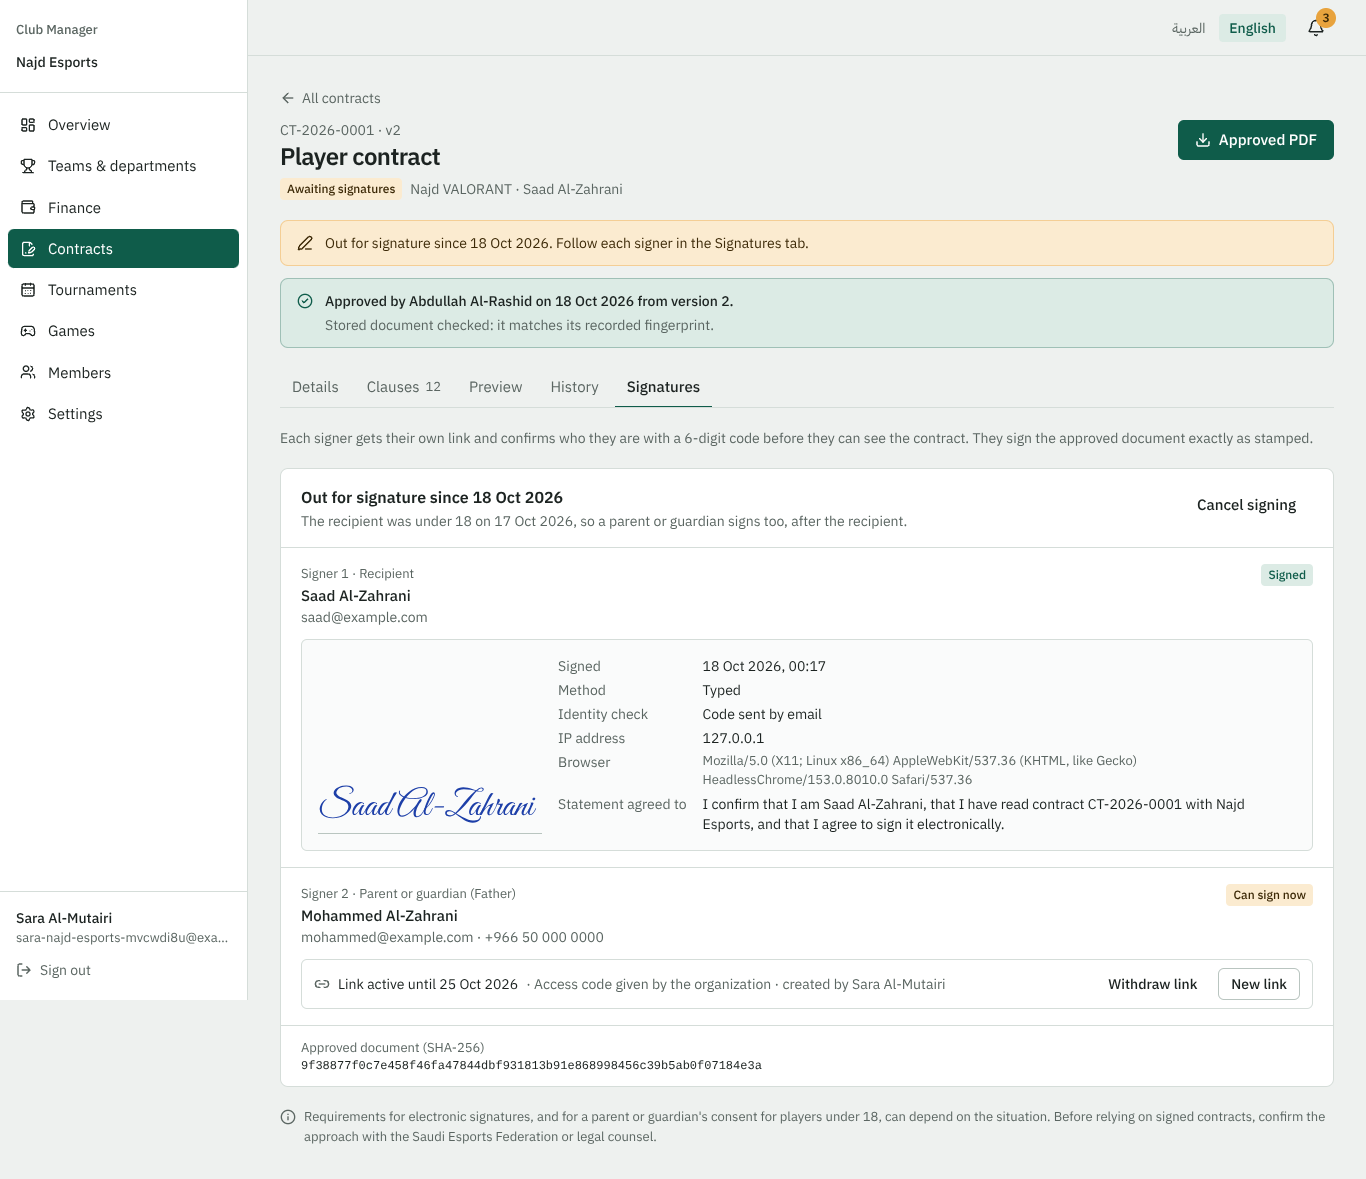 Club Manager
Najd Esports
Overview
Teams & departments
Finance
Contracts
Tournaments
Games
Members
Settings
Sara Al-Mutairi
sara-najd-esports-mvcwdi8u@exa...
Sign out
العربية
English
3
All contracts
CT-2026-0001 · v2
Player contract
Approved PDF
Awaiting signatures Najd VALORANT · Saad Al-Zahrani
Out for signature since 18 Oct 2026. Follow each signer in the Signatures tab.
Approved by Abdullah Al-Rashid on 18 Oct 2026 from version 2.
Stored document checked: it matches its recorded fingerprint.
Details Clauses 12 Preview History Signatures
Each signer gets their own link and confirms who they are with a 6-digit code before they can see the contract. They sign the approved document exactly as stamped.
Out for signature since 18 Oct 2026
The recipient was under 18 on 17 Oct 2026, so a parent or guardian signs too, after the recipient.
Cancel signing
Signer 1 · Recipient
Signed
Saad Al-Zahrani
saad@example.com
Saad Al-Zahrani
Signed 18 Oct 2026, 00:17
Method Typed
Identity check Code sent by email
IP address 127.0.0.1
Browser Mozilla/5.0 (X11; Linux x86_64) AppleWebKit/537.36 (KHTML, like Gecko)
HeadlessChrome/153.0.8010.0 Safari/537.36
Statement agreed to I confirm that I am Saad Al-Zahrani, that I have read contract CT-2026-0001 with Najd
Esports, and that I agree to sign it electronically.
Signer 2 · Parent or guardian (Father)
Can sign now
Mohammed Al-Zahrani
mohammed@example.com · +966 50 000 0000
Link active until 25 Oct 2026 · Access code given by the organization · created by Sara Al-Mutairi
Withdraw link
New link
Approved document (SHA-256)
9f38877f0c7e458f46fa47844dbf931813b91e868998456c39b5ab0f07184e3a
Requirements for electronic signatures, and for a parent or guardian's consent for players under 18, can depend on the situation. Before relying on signed contracts, confirm the
approach with the Saudi Esports Federation or legal counsel.